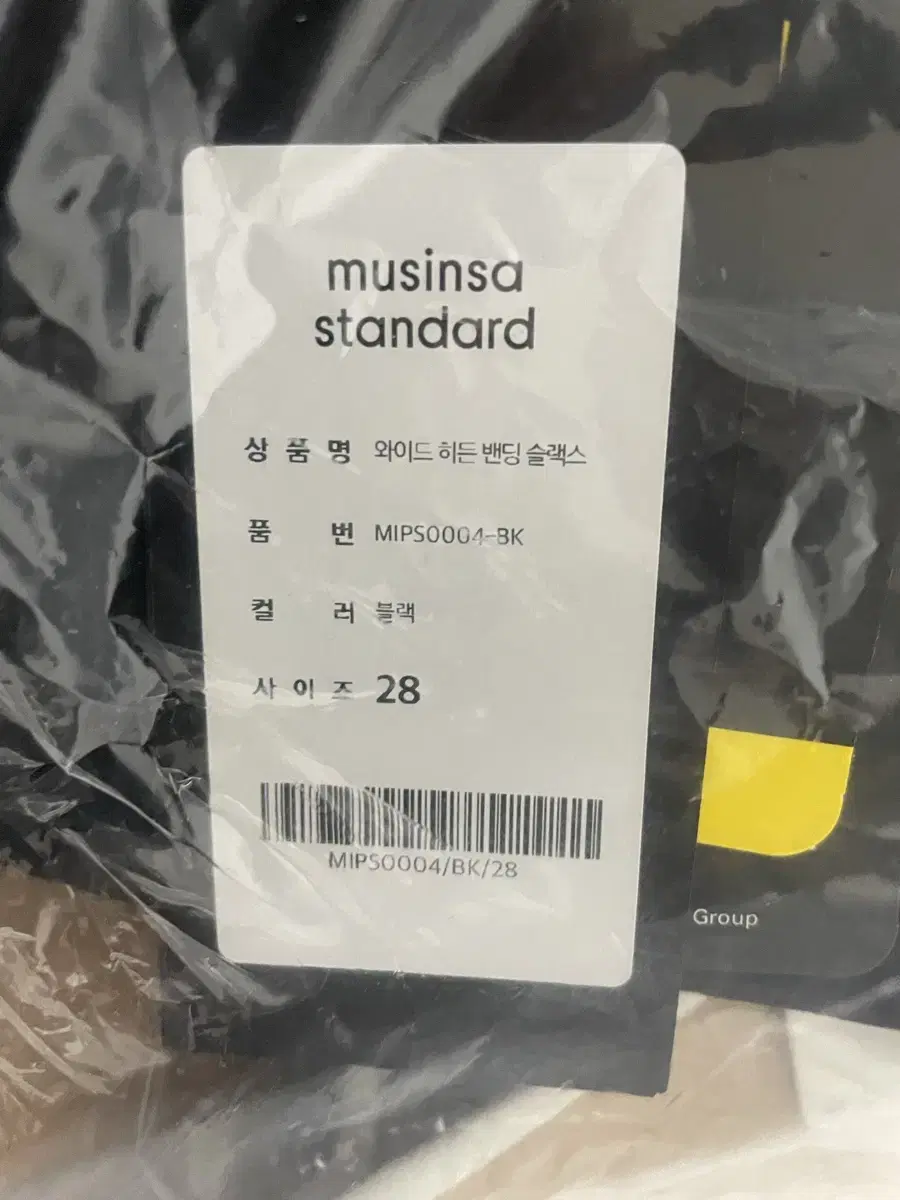 musinsa
standard
상품명 와이드 히든 밴딩 슬랙스
품번 MIPS0004-BK
컬러 블랙
사이즈 28
MIPS0004/BK/28
Group